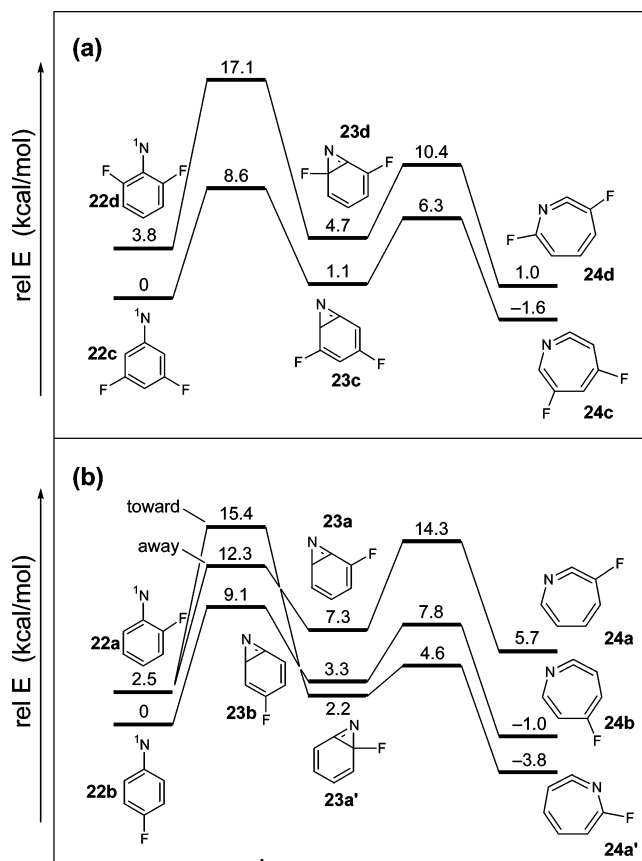 (a)
rel E (kcal/mol)
17.1
23d
N
F
F
10.4
1N
F
F
22d
8.6
3.8
4.7
6.3
N
F
F
24d
1.0
0
1.1
−1.6
1N
22c
F
F
N
F
F
23c
N
F
F
24c
(b)
rel E (kcal/mol)
toward
15.4
23a
N
F
14.3
away
12.3
9.1
7.3
7.8
1N
F
22a
N
F
24a
5.7
2.5
N
F
23b
3.3
4.6
N
F
24b
0
2.2
−1.0
1N
22b
F
N
F
23a'
−3.8
N
F
24a'